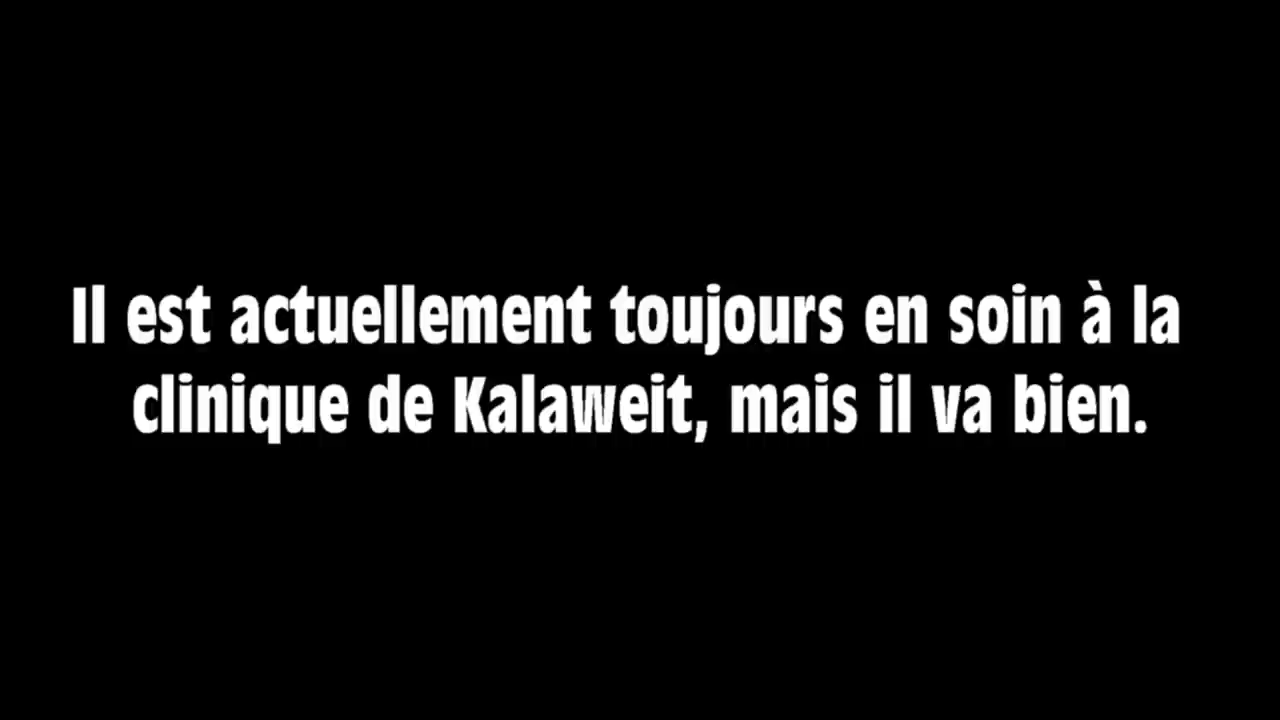 Il est actuellement toujours en soin à la
clinique de Kalaweit, mais il va bien.